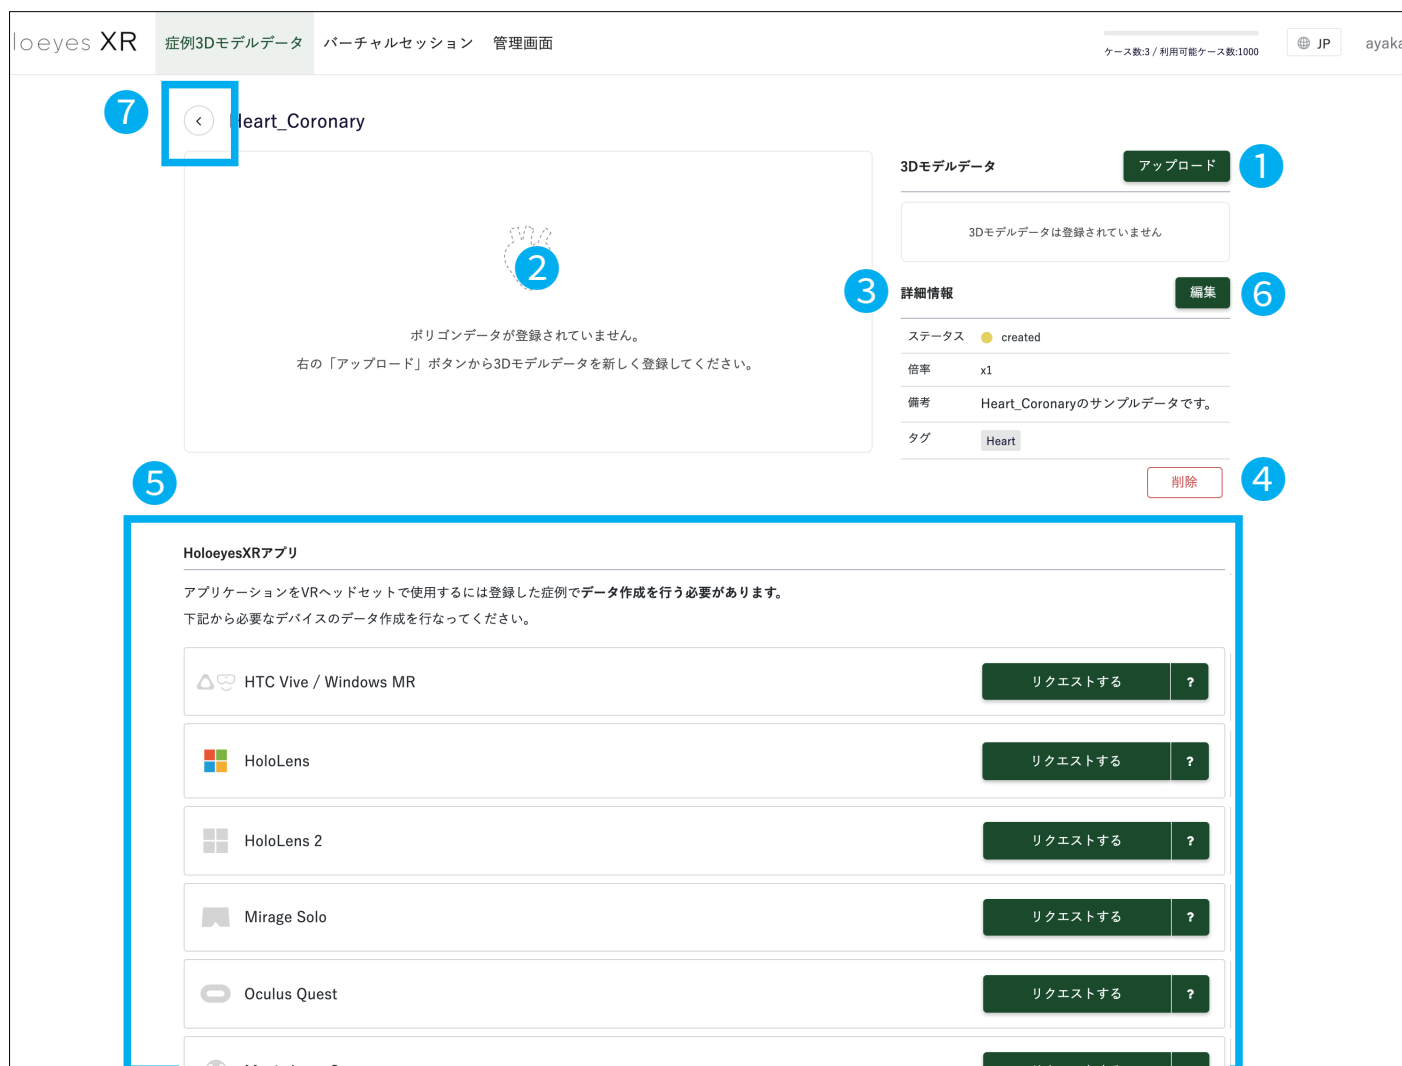 loeyes XR 症例3Dモデルデータ バーチャルセッション 管理画面 ケース数:3 / 利用可能ケース数:1000 JP ayaka
7
Heart_Coronary
3Dモデルデータ アップロード 1
3Dモデルデータは登録されていません
2
3 詳細情報 編集 6
ポリゴンデータが登録されていません。
右の「アップロード」ボタンから3Dモデルデータを新しく登録してください。
ステータス created
倍率 x1
備考 Heart_Coronaryのサンプルデータです。
タグ Heart
削除 4
5
HoloeyesXRアプリ
アプリケーションをVRヘッドセットで使用するには登録した症例でデータ作成を行う必要があります。
下記から必要なデバイスのデータ作成を行なってください。
HTC Vive / Windows MR リクエストする ?
HoloLens リクエストする ?
HoloLens 2 リクエストする ?
Mirage Solo リクエストする ?
Oculus Quest リクエストする ?